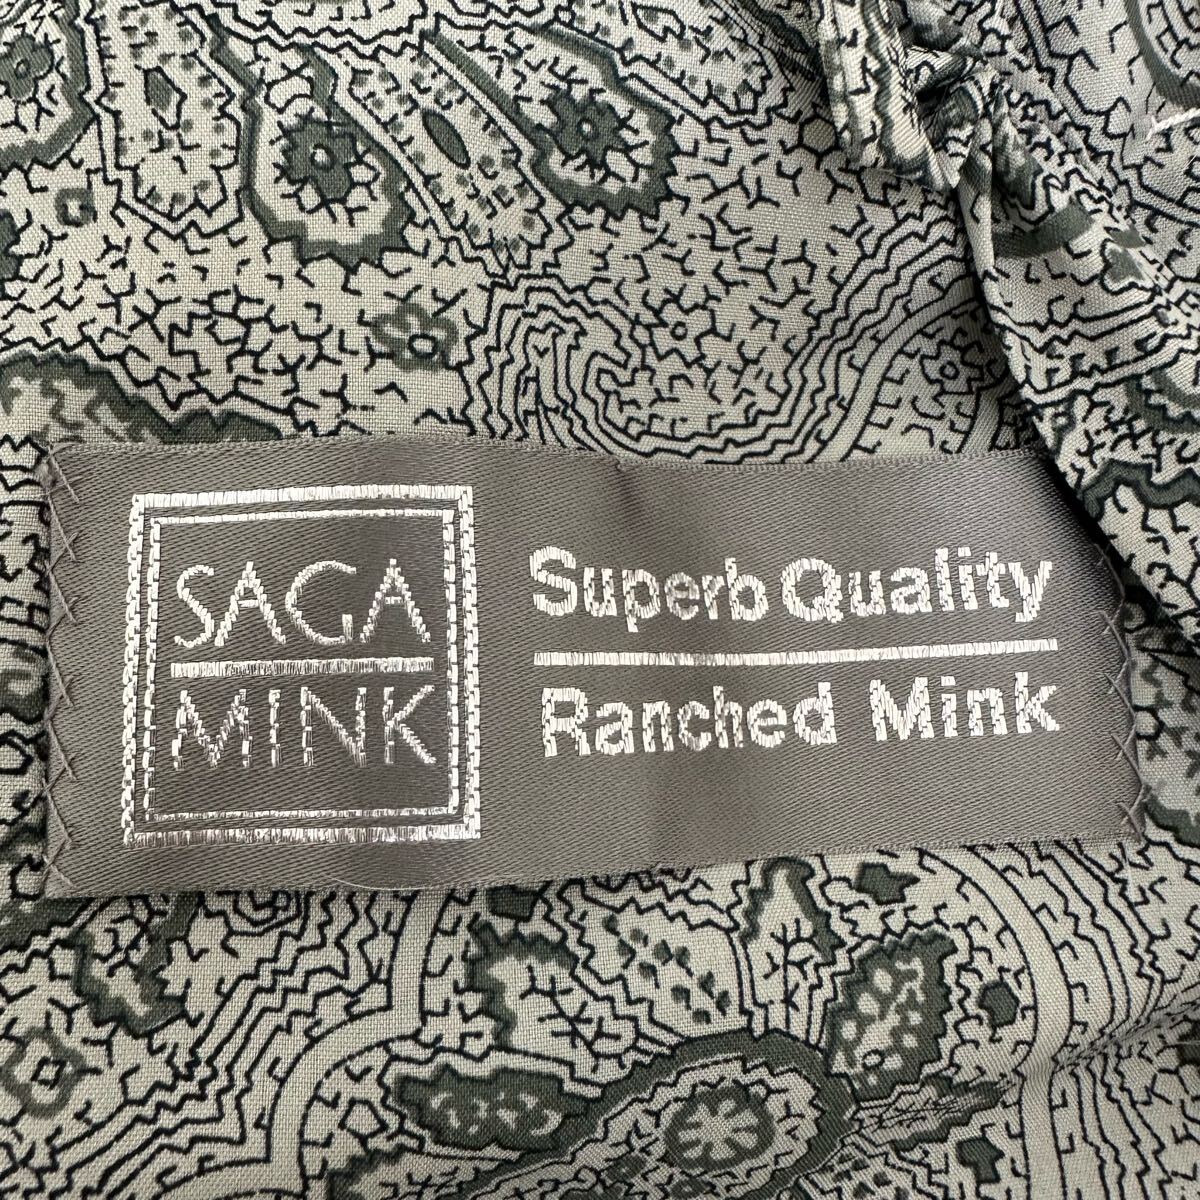 SAGA
MINK
Superb Quality
Ranched Mink